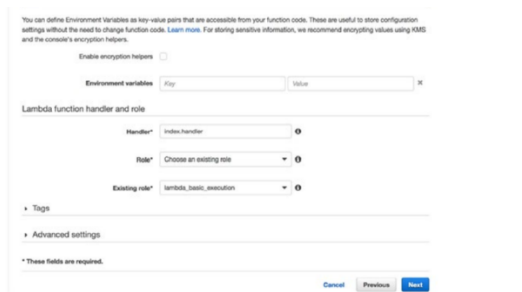 You can define Environment Variables as key-value pairs that are accessible from your function code. These are useful to store configuration
settings without the need to change function code. Learn more. For storing sensitive information, we recommend encrypting values using KMS
and the console's encryption helpers.
Enable encryption helpers
Environment variables Key Value ×
Lambda function handler and role
Handler* index.handler
Role* Choose an existing role
Existing role* lambda_basic_execution
Tags
Advanced settings
* These fields are required.
Cancel Previous Next